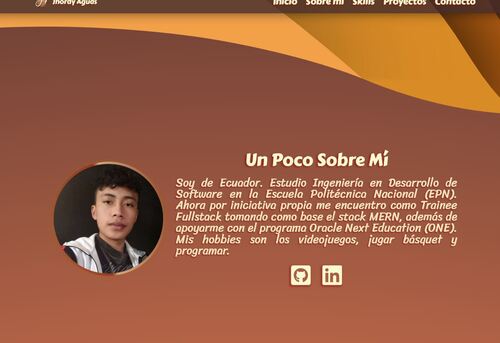 Jhordy Aguas
Inicio Sobre mí Skills Proyectos Contacto
Un Poco Sobre Mí
Soy de Ecuador. Estudio Ingeniería en Desarrollo de
Software en la Escuela Politécnica Nacional (EPN).
Ahora por iniciativa propia me encuentro como Trainee
Fullstack tomando como base el stack MERN, además de
apoyarme con el programa Oracle Next Education (ONE).
Mis hobbies son los videojuegos, jugar básquet y
programar.
in